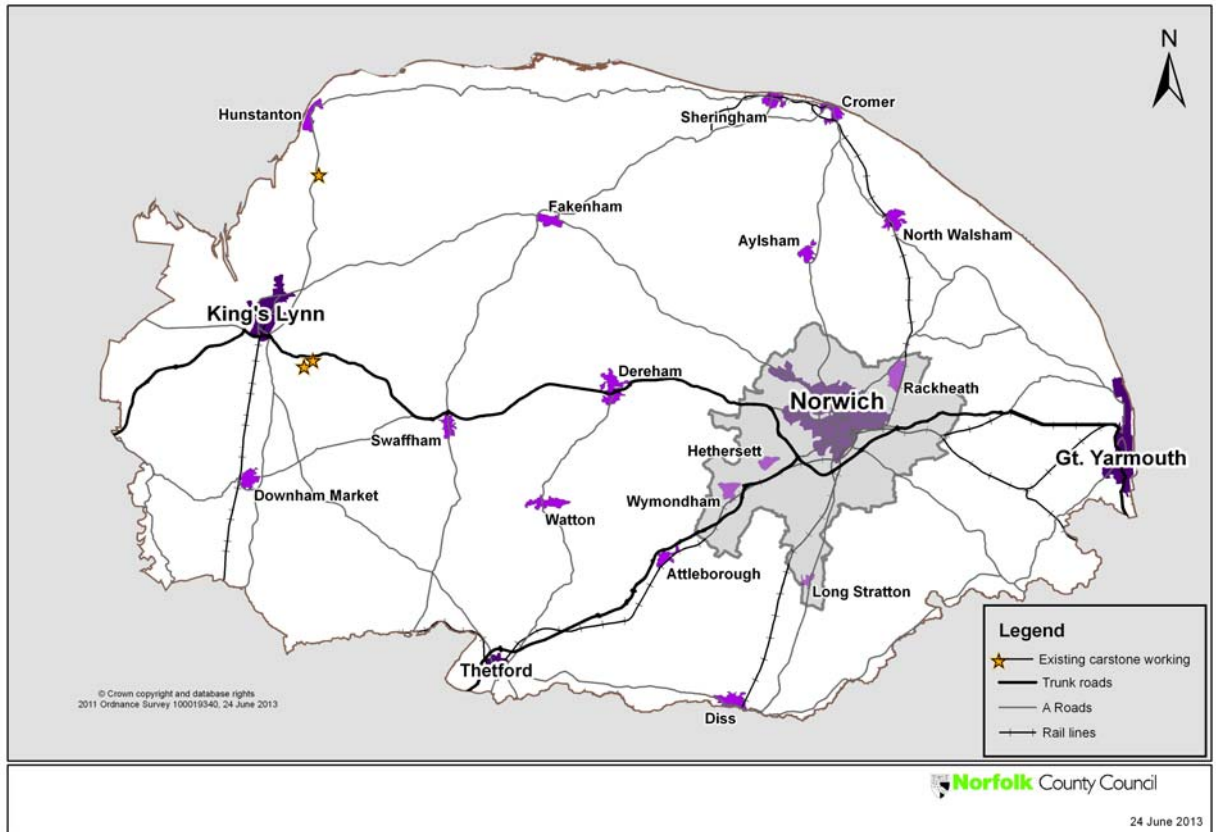 N
Hunstanton
Sheringham
Cromer
Fakenham
Aylsham
North Walsham
King's Lynn
Dereham
Rackheath
Norwich
Swaffham
Hethersett
Gt. Yarmouth
Downham Market
Wymondham
Watton
Attleborough
Long Stratton
Thetford
Diss
Legend
Existing carstone working
Trunk roads
A Roads
Rail lines
© Crown copyright and database rights
2011 Ordnance Survey 100019340, 24 June 2013
Norfolk County Council
24 June 2013